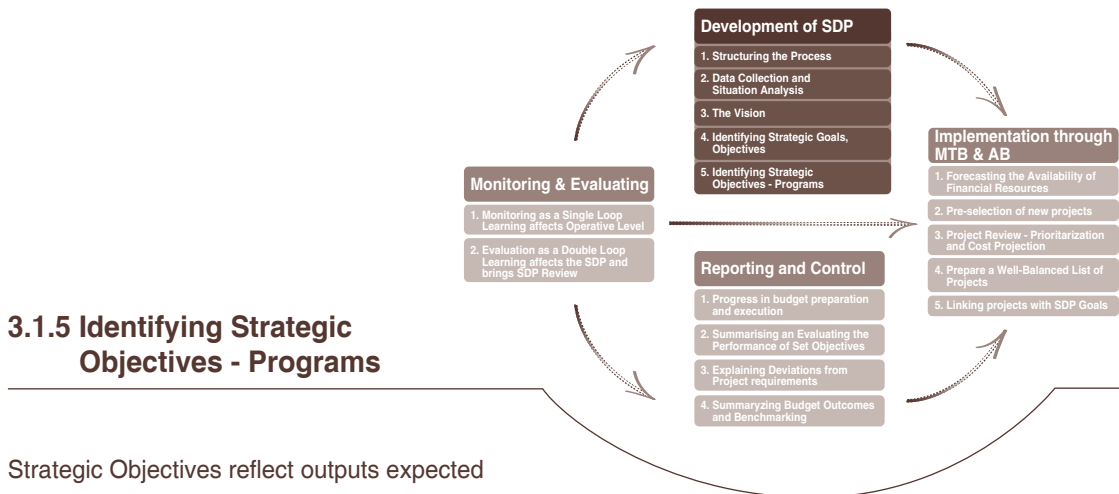 Development of SDP
1. Structuring the Process
2. Data Collection and
Situation Analysis
3. The Vision
4. Identifying Strategic Goals,
Objectives
5. Identifying Strategic
Objectives - Programs
Implementation through
MTB & AB
1. Forecasting the Availability of
Financial Resources
2. Pre-selection of new projects
3. Project Review - Prioritarization
and Cost Projection
4. Prepare a Well-Balanced List of
Projects
5. Linking projects with SDP Goals
Monitoring & Evaluating
1. Monitoring as a Single Loop
Learning affects Operative Level
2. Evaluation as a Double Loop
Learning affects the SDP and
brings SDP Review
Reporting and Control
1. Progress in budget preparation
and execution
2. Summarising an Evaluating the
Performance of Set Objectives
3. Explaining Deviations from
Project requirements
4. Summaryzing Budget Outcomes
and Benchmarking
3.1.5 Identifying Strategic
Objectives - Programs
Strategic Objectives reflect outputs expected